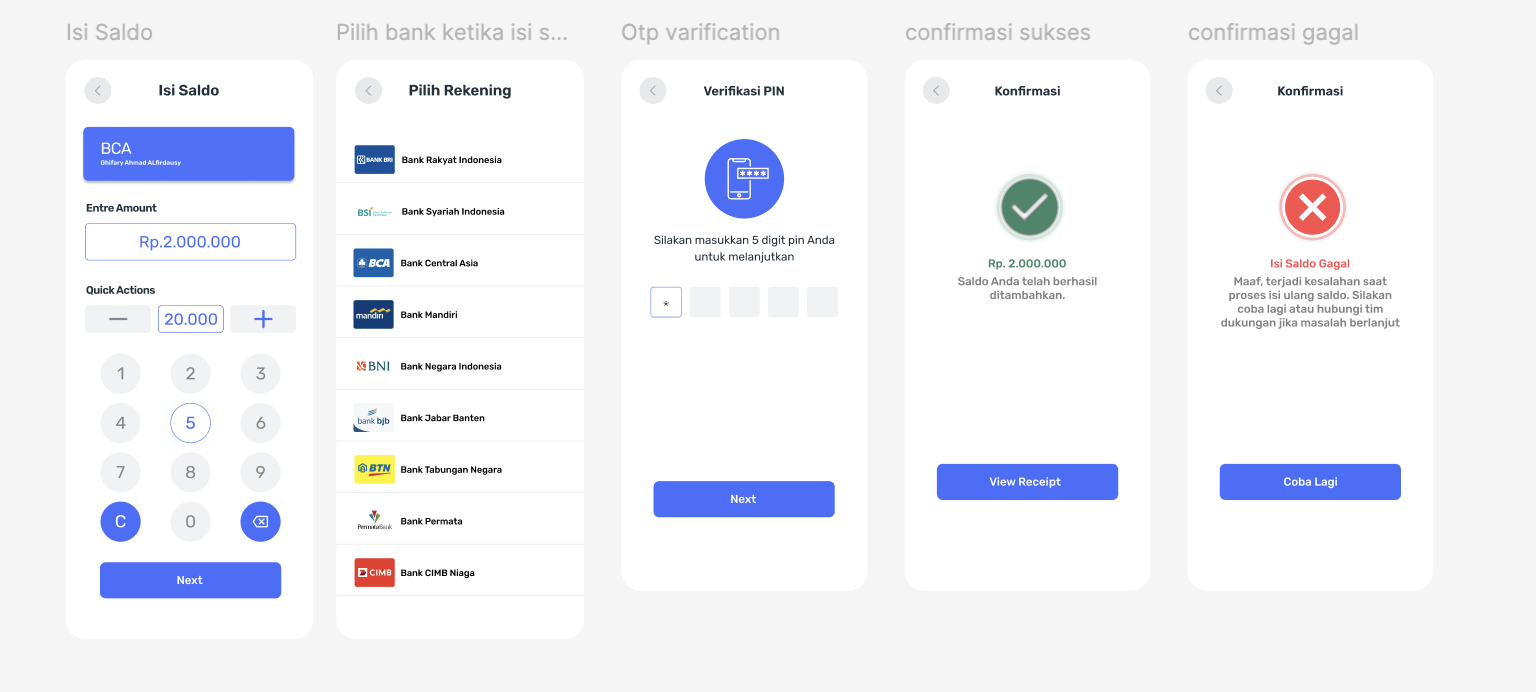 Isi Saldo
Isi Saldo
BCA
Ghifary Ahmad ALfirdausy
Entre Amount
Rp.2.000.000
Quick Actions
20.000
1 2 3
4 5 6
7 8 9
C 0
Next
Pilih bank ketika isi s...
Pilih Rekening
BANK BRI Bank Rakyat Indonesia
BSI Bank Syariah Indonesia
BCA Bank Central Asia
mandiri Bank Mandiri
BNI Bank Negara Indonesia
bank bjb Bank Jabar Banten
BTN Bank Tabungan Negara
PermataBank Bank Permata
CIMB Bank CIMB Niaga
Otp varification
Verifikasi PIN
****
Silakan masukkan 5 digit pin Anda
untuk melanjutkan
*
Next
confirmasi sukses
Konfirmasi
Rp. 2.000.000
Saldo Anda telah berhasil
ditambahkan.
View Receipt
confirmasi gagal
Konfirmasi
Isi Saldo Gagal
Maaf, terjadi kesalahan saat
proses isi ulang saldo. Silakan
coba lagi atau hubungi tim
dukungan jika masalah berlanjut
Coba Lagi